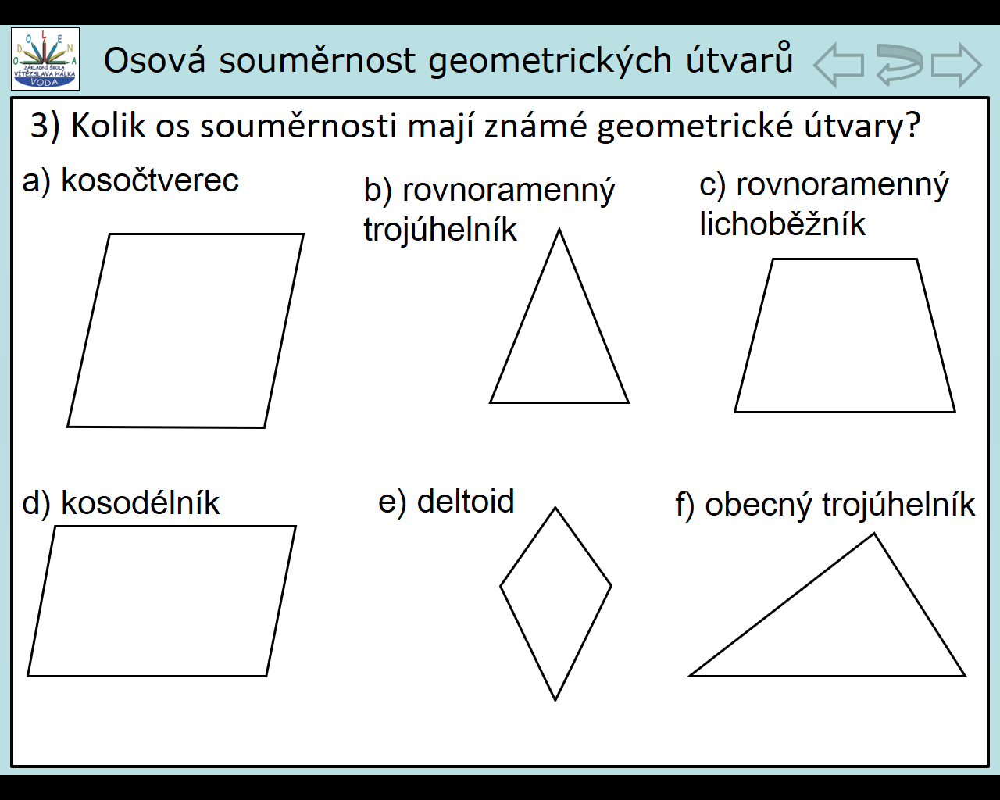 D O L E N A
O
ZÁKLADNÍ ŠKOLA
VÍTĚZSLAVA HÁLKA
VODA
Osová souměrnost geometrických útvarů
3) Kolik os souměrnosti mají známé geometrické útvary?
a) kosočtverec
b) rovnoramenný
trojúhelník
c) rovnoramenný
lichoběžník
d) kosodélník
e) deltoid
f) obecný trojúhelník